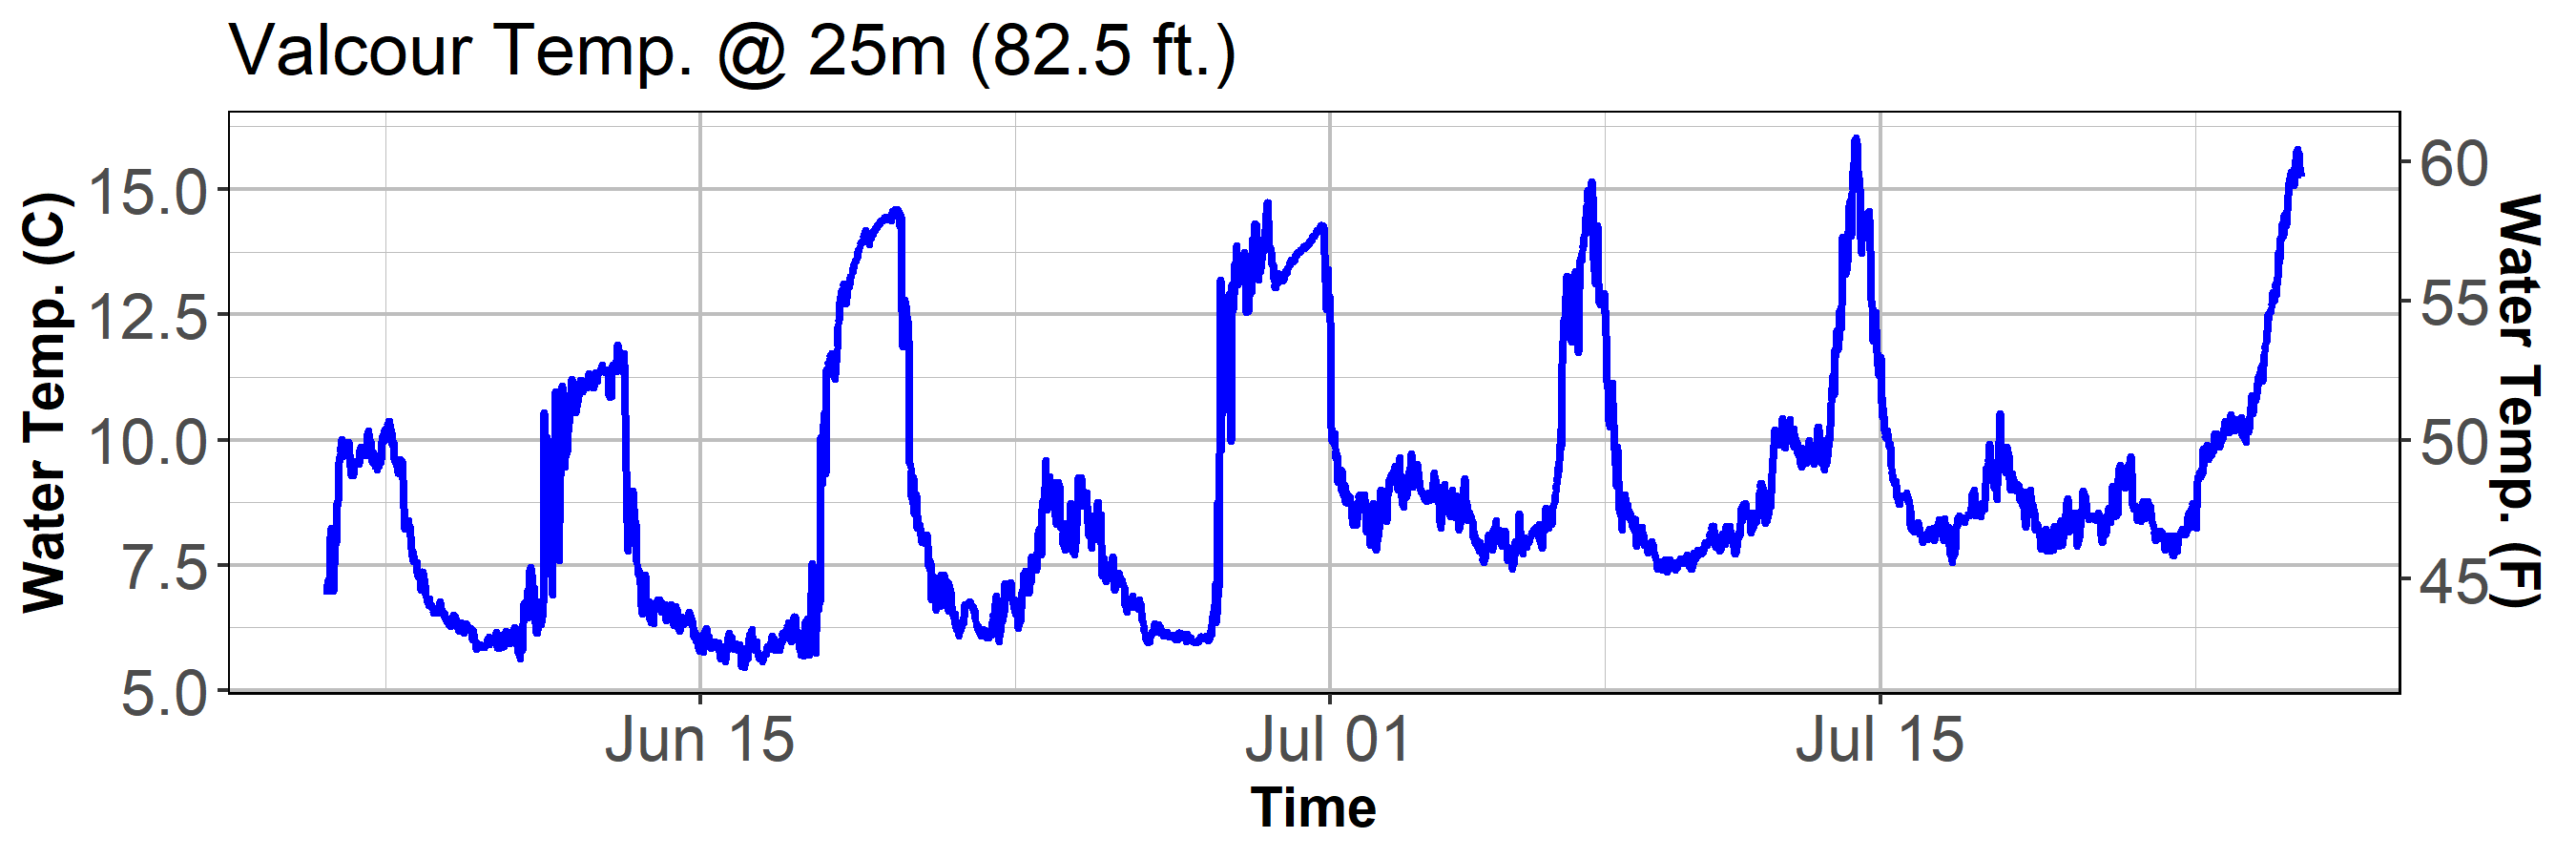 Valcour Temp. @ 25m (82.5 ft.)
Water Temp. (C)
15.0
12.5
10.0
7.5
5.0
60
55
50
45
Water Temp. (F)
Jun 15
Jul 01
Jul 15
Time